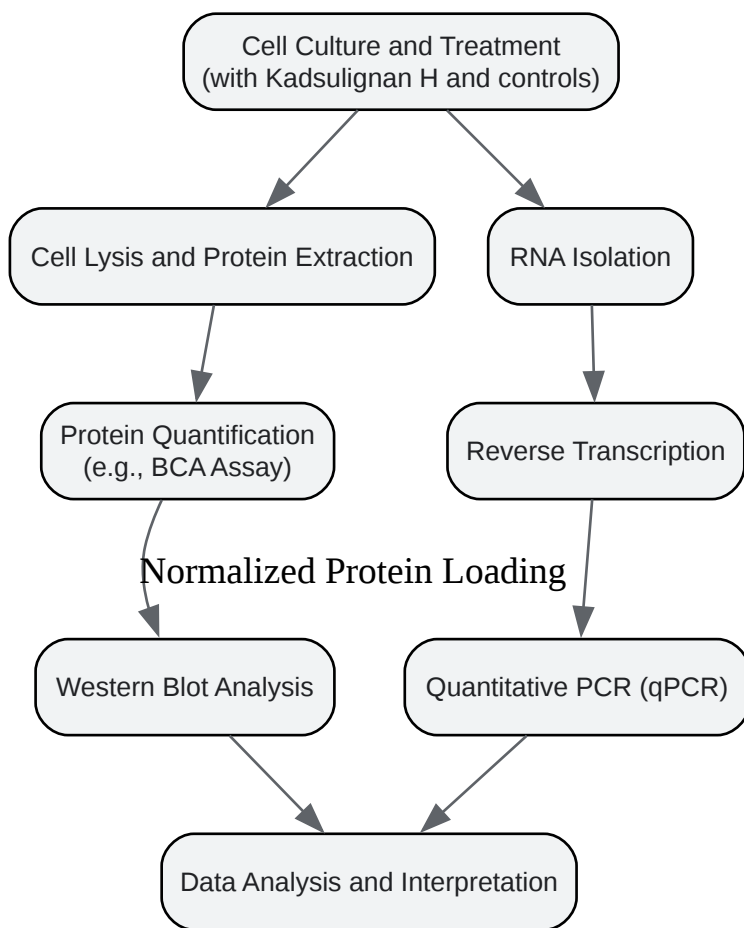 Cell Culture and Treatment
(with Kadsulignan H and controls)
Cell Lysis and Protein Extraction
RNA Isolation
Protein Quantification
(e.g., BCA Assay)
Reverse Transcription
Normalized Protein Loading
Western Blot Analysis
Quantitative PCR (qPCR)
Data Analysis and Interpretation